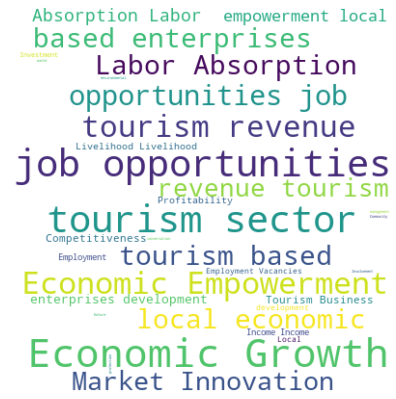 Absorption Labor
empowerment local
based enterprises
Investment
Labor Absorption
opportunities job
tourism revenue
Livelihood Livelihood
job opportunities
revenue tourism
Profitability
tourism sector
Competitiveness
tourism based
Employment
Employment Vacancies
Economic Empowerment
enterprises development
Tourism Business
development
local economic
Income Income
Local
Economic Growth
Market Innovation